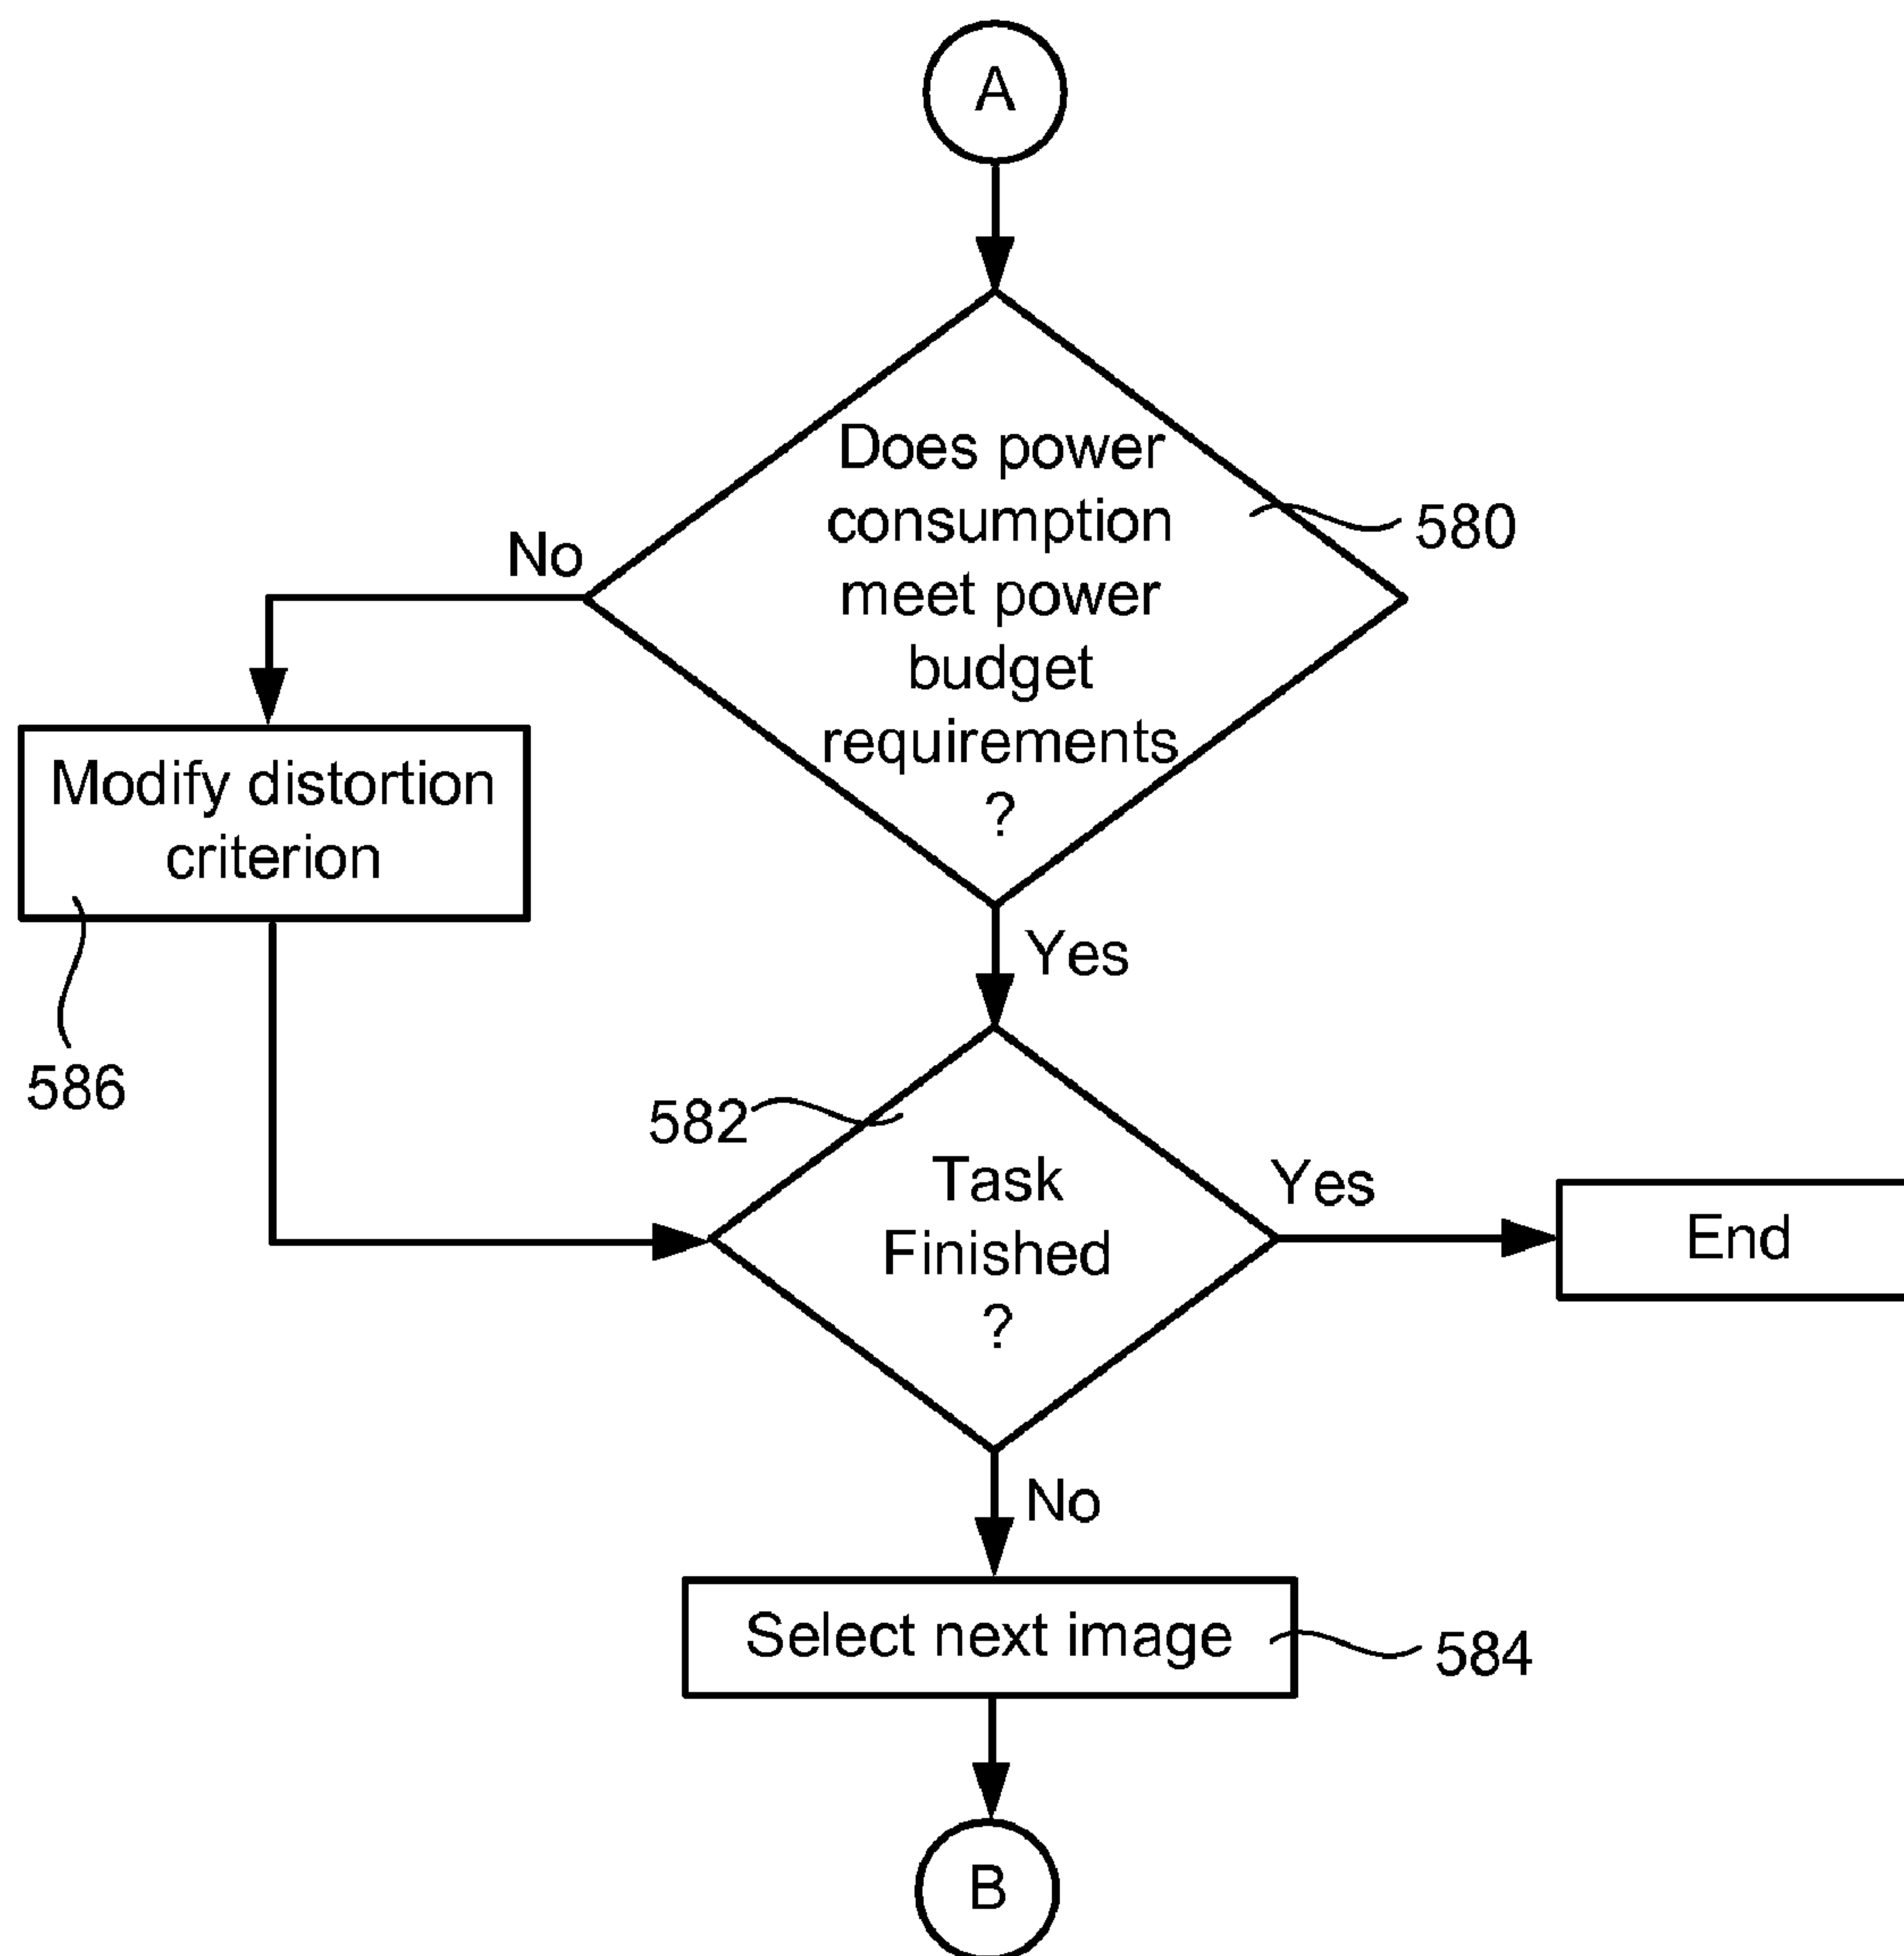 A
Does power
consumption
meet power
budget
requirements
?
580
No
Modify distortion
criterion
586
Yes
582
Task
Finished
?
Yes
End
No
Select next image
584
B